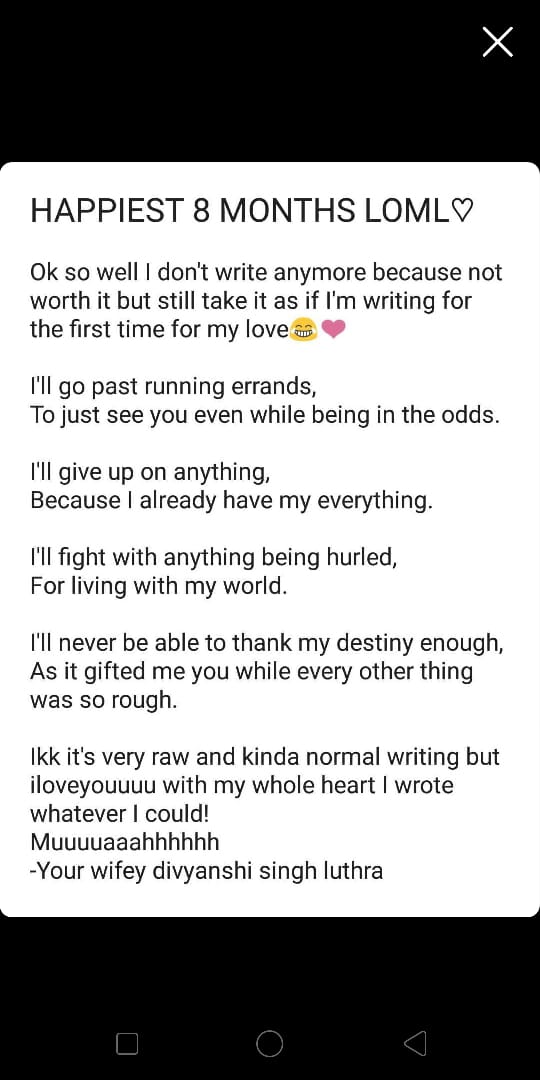 HAPPIEST 8 MONTHS LOML♡
Ok so well I don't write anymore because not
worth it but still take it as if I'm writing for
the first time for my love😁❤
I'll go past running errands,
To just see you even while being in the odds.
I'll give up on anything,
Because I already have my everything.
I'll fight with anything being hurled,
For living with my world.
I'll never be able to thank my destiny enough,
As it gifted me you while every other thing
was so rough.
Ikk it's very raw and kinda normal writing but
iloveyouuuu with my whole heart I wrote
whatever I could!
Muuuuaaahhhhhh
-Your wifey divyanshi singh luthra